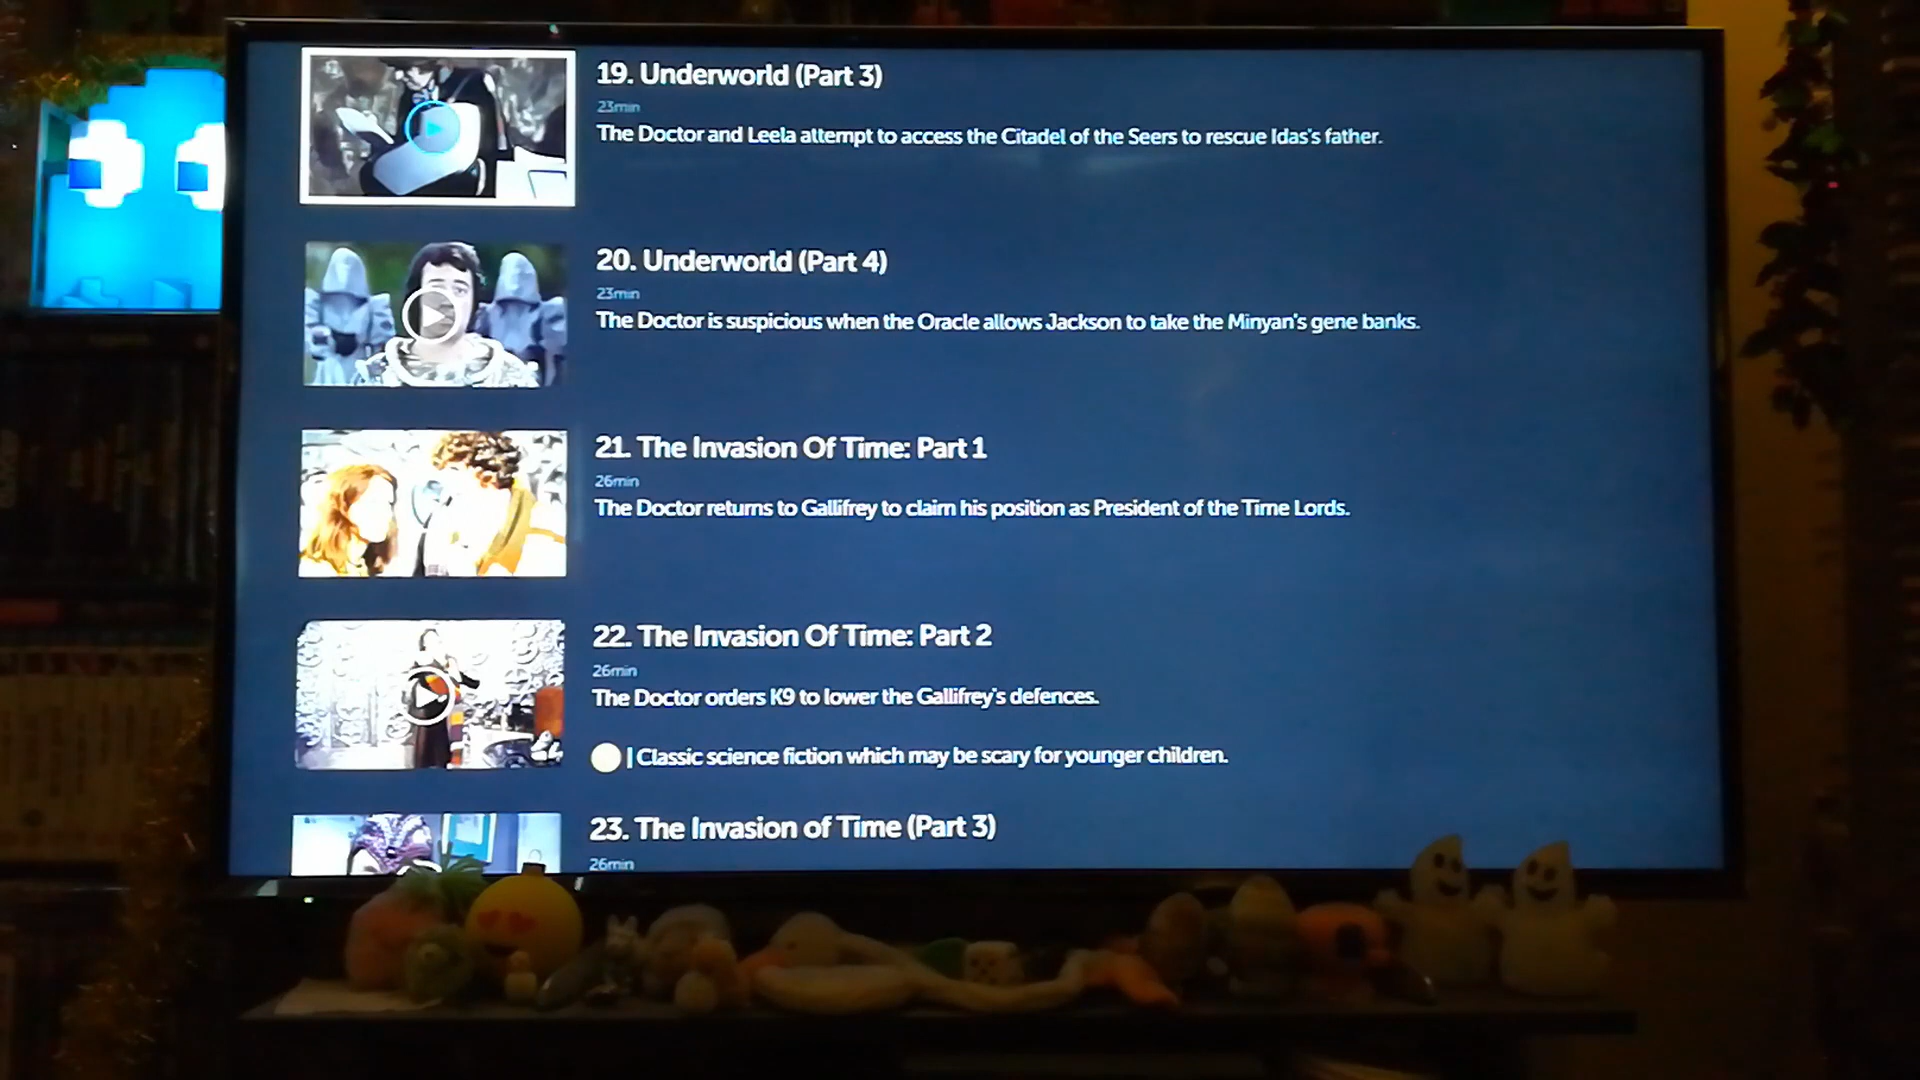 19. Underworld (Part 3)
23min
The Doctor and Leela attempt to access the Citadel of the Seers to rescue Idas's father.
20. Underworld (Part 4)
23min
The Doctor is suspicious when the Oracle allows Jackson to take the Minyan's gene banks.
21. The Invasion Of Time: Part 1
26min
The Doctor returns to Gallifrey to claim his position as President of the Time Lords.
22. The Invasion Of Time: Part 2
26min
The Doctor orders K9 to lower the Gallifrey's defences.
| Classic science fiction which may be scary for younger children.
23. The Invasion of Time (Part 3)
26min